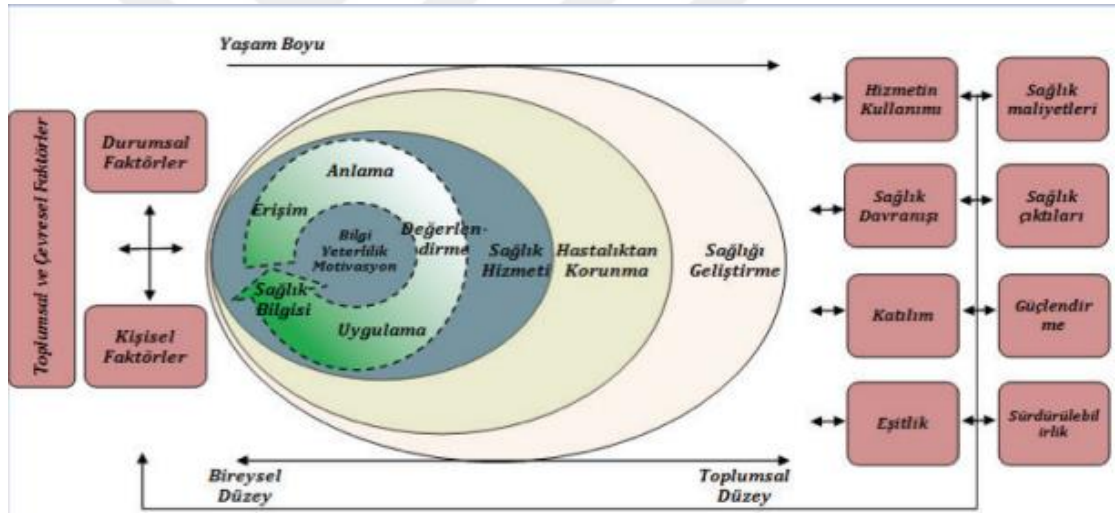 Yaşam Boyu
Toplumsal ve Çevresel Faktörler
Durumsal
Faktörler
Kişisel
Faktörler
Anlama
Erişim
Değerlen-
dirme
Bilgi
Yeterlilik
Motivasyon
Sağlık-
Bilgisi
Uygulama
Sağlık
Hizmeti
Hastalıktan
Korunma
Sağlığı
Geliştirme
Hizmetin
Kullanımı
Sağlık
maliyetleri
Sağlık
Davranışı
Sağlık
çıktıları
Katılım
Güçlendir
me
Eşitlik
Sürdürülebil
irlik
Bireysel
Düzey
Toplumsal
Düzey